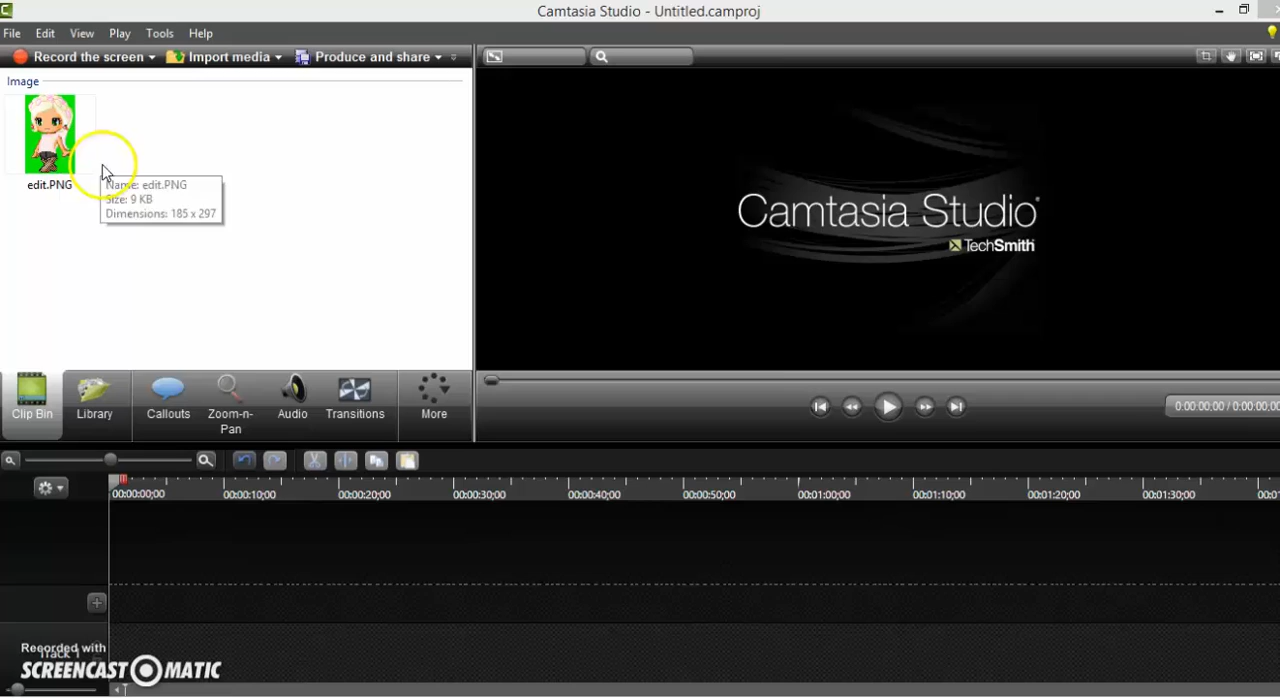 Camtasia Studio - Untitled.camproj
File Edit View Play Tools Help
Record the screen Import media Produce and share
Image
edit.PNG
Name: edit.PNG
Size: 9 KB
Dimensions: 185 x 297
Camtasia Studio®
TechSmith
Clip Bin Library Callouts Zoom-n-Pan Audio Transitions More
0:00:00;00 / 0:00:00;00
00:00:00;00 00:00:10;00 00:00:20;00 00:00:30;00 00:00:40;00 00:00:50;00 00:01:00;00 00:01:10;00 00:01:20;00 00:01:30;00
Track 1
Recorded with
SCREENCAST-O-MATIC